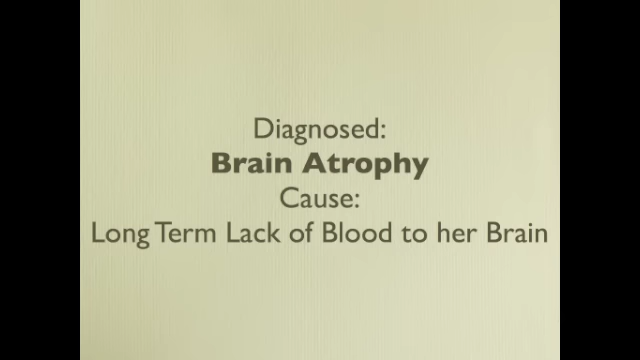 Diagnosed:
Brain Atrophy
Cause:
Long Term Lack of Blood to her Brain